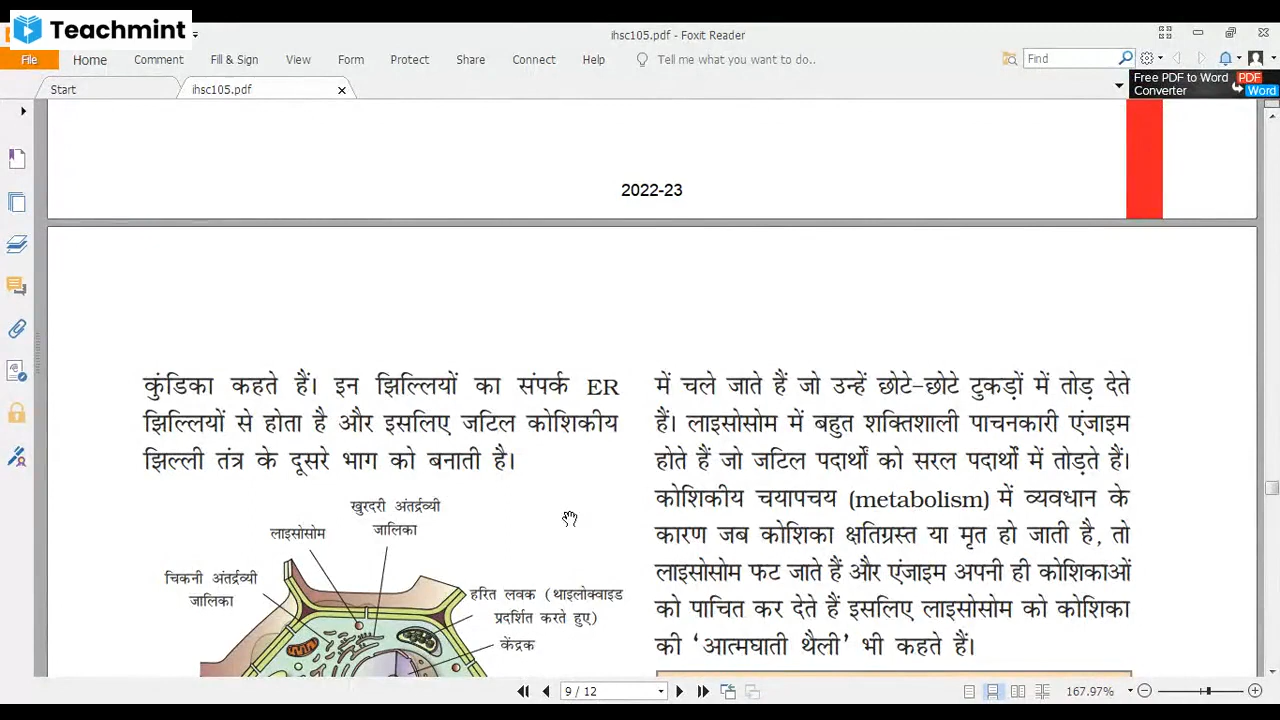 Teachmint
ihsc105.pdf - Foxit Reader
File Home Comment Fill & Sign View Form Protect Share Connect Help Tell me what you want to do.. Find
Start ihsc105.pdf
Free PDF to Word
Converter
PDF
Word
2022-23
कुंडिका कहते हैं। इन झिल्लियों का संपर्क ER
झिल्लियों से होता है और इसलिए जटिल कोशिकीय
झिल्ली तंत्र के दूसरे भाग को बनाती है।
खुरदरी अंतर्द्रव्यी
जालिका
लाइसोसोम
चिकनी अंतर्द्रव्यी
जालिका
हरित लवक (थाइलोक्वाइड
प्रदर्शित करते हुए)
केंद्रक
में चले जाते हैं जो उन्हें छोटे-छोटे टुकड़ों में तोड़ देते
हैं। लाइसोसोम में बहुत शक्तिशाली पाचनकारी एंजाइम
होते हैं जो जटिल पदार्थों को सरल पदार्थों में तोड़ते हैं।
कोशिकीय चयापचय (metabolism) में व्यवधान के
कारण जब कोशिका क्षतिग्रस्त या मृत हो जाती है, तो
लाइसोसोम फट जाते हैं और एंजाइम अपनी ही कोशिकाओं
को पाचित कर देते हैं इसलिए लाइसोसोम को कोशिका
की 'आत्मघाती थैली' भी कहते हैं।
9 / 12
167.97%